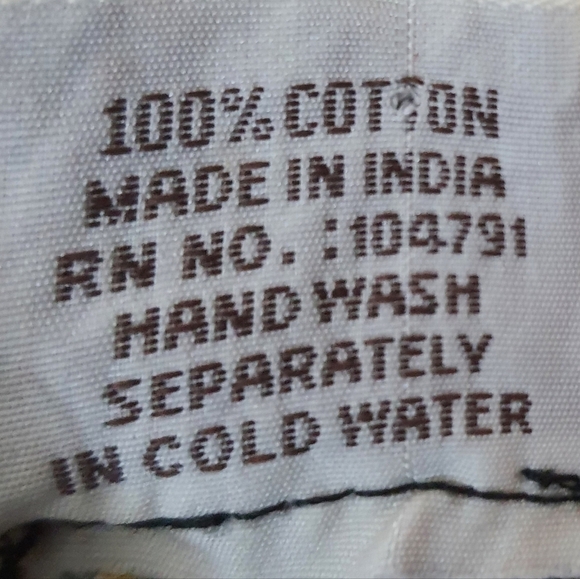 100% COTTON
MADE IN INDIA
RN NO. :104791
HAND WASH
SEPARATELY
IN COLD WATER